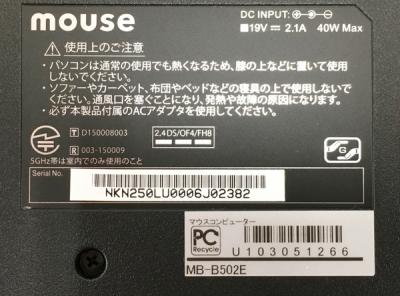 mouse
DC INPUT:
19V ⎓ 2.1A 40W Max
使用上のご注意
・パソコンは通常の使用でも熱くなるため、膝の上などに置いて使用
しないでください。
・ソファーやカーペット、布団やベッドなどの寝具の上で使用しないで
ください。通風口を塞ぐことになり、発熱や故障の原因になります。
・必ず本製品付属のACアダプタを使用してください。
T D150008003
R 003-150009
2.4DS/OF4/FH8
5GHz帯は室内でのみ使用のこと
G
Serial No.
NKN250LU0006J02382
マウスコンピューター
PC
Recycle
U103051266
MB-B502E